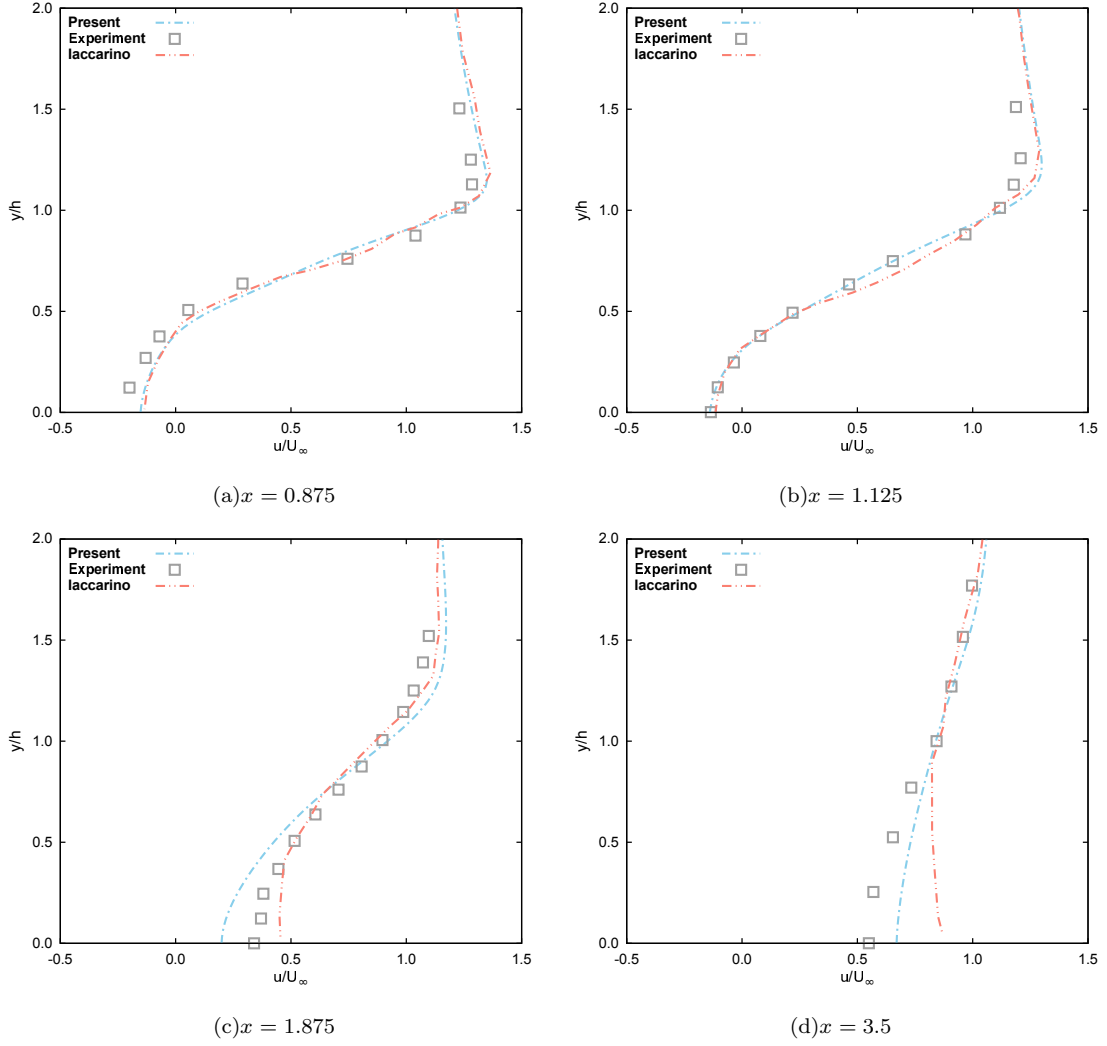 Present
Experiment
Iaccarino
2.0
1.5
1.0
0.5
0.0
y/h
-0.5 0.0 0.5 1.0 1.5
u/U∞
(a)x = 0.875
Present
Experiment
Iaccarino
2.0
1.5
1.0
0.5
0.0
y/h
-0.5 0.0 0.5 1.0 1.5
u/U∞
(b)x = 1.125
Present
Experiment
Iaccarino
2.0
1.5
1.0
0.5
0.0
y/h
-0.5 0.0 0.5 1.0 1.5
u/U∞
(c)x = 1.875
Present
Experiment
Iaccarino
2.0
1.5
1.0
0.5
0.0
y/h
-0.5 0.0 0.5 1.0 1.5
u/U∞
(d)x = 3.5